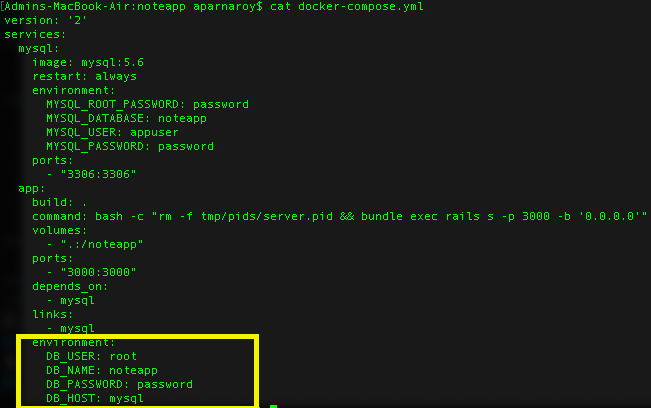 [Admins-MacBook-Air:noteapp aparnaroy$ cat docker-compose.yml
version: '2'
services:
  mysql:
    image: mysql:5.6
    restart: always
    environment:
      MYSQL_ROOT_PASSWORD: password
      MYSQL_DATABASE: noteapp
      MYSQL_USER: appuser
      MYSQL_PASSWORD: password
    ports:
      - "3306:3306"
  app:
    build: .
    command: bash -c "rm -f tmp/pids/server.pid && bundle exec rails s -p 3000 -b '0.0.0.0'"
    volumes:
      - ".:/noteapp"
    ports:
      - "3000:3000"
    depends_on:
      - mysql
    links:
      - mysql
    environment:
      DB_USER: root
      DB_NAME: noteapp
      DB_PASSWORD: password
      DB_HOST: mysql